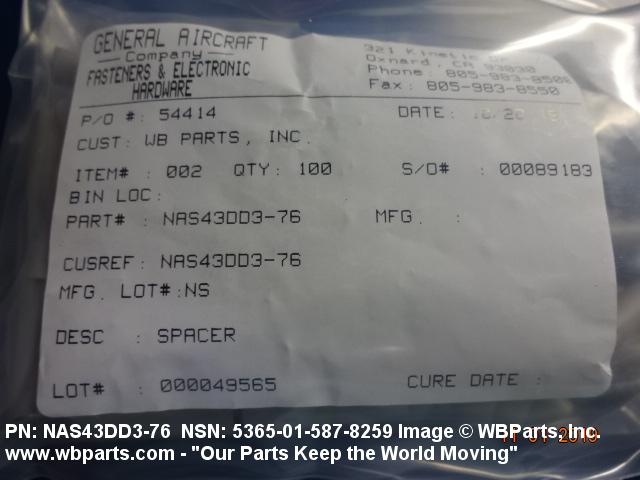 GENERAL AIRCRAFT
Company
FASTENERS & ELECTRONIC
HARDWARE
321 Kinetic Dr
Oxnard, CA 93030
Phone: 805-983-8508
Fax: 805-983-8550
P/O #: 54414
DATE:
CUST: WB PARTS, INC.
ITEM# : 002 QTY: 100 S/O# : 00089183
BIN LOC:
PART# : NAS43DD3-76 MFG. :
CUSREF: NAS43DD3-76
MFG. LOT#:NS
DESC : SPACER
LOT# : 000049565
CURE DATE :
PN: NAS43DD3-76 NSN: 5365-01-587-8259 Image © WBParts, Inc.
www.wbparts.com - "Our Parts Keep the World Moving"